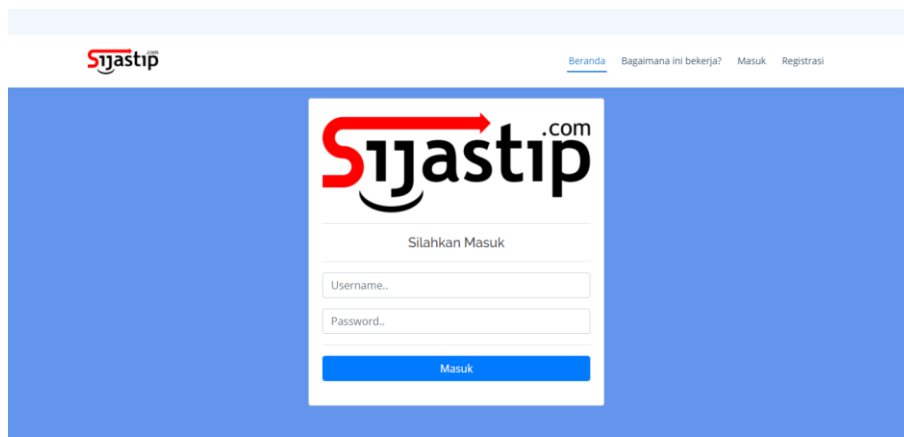 Sijastip.com
Beranda Bagaimana ini bekerja? Masuk Registrasi
Sijastip.com
Silahkan Masuk
Username..
Password..
Masuk